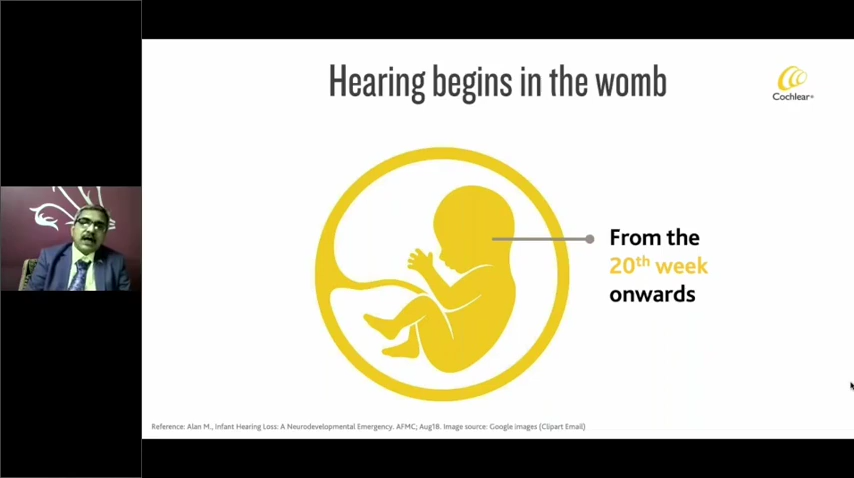 Hearing begins in the womb
Cochlear®
From the
20th week
onwards
Reference: Alan M., Infant Hearing Loss: A Neurodevelopmental Emergency. AFMC; Aug18. Image source: Google images (Clipart Email)